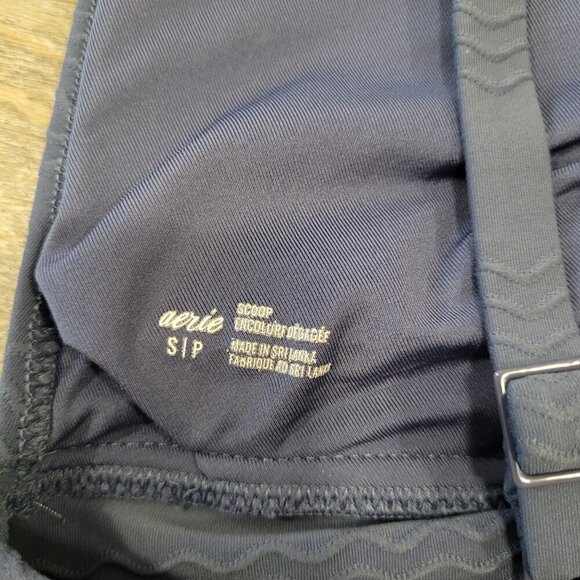 aerie
S|P
SCOOP
ENCOLURE DÉGAGÉE
MADE IN SRI LANKA
FABRIQUÉ AU SRI LANKA